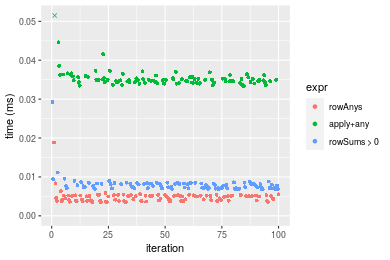 0.05
0.04
0.03
0.02
0.01
0.00
time (ms)
0
25
50
75
100
iteration
expr
rowAnys
apply+any
rowSums > 0